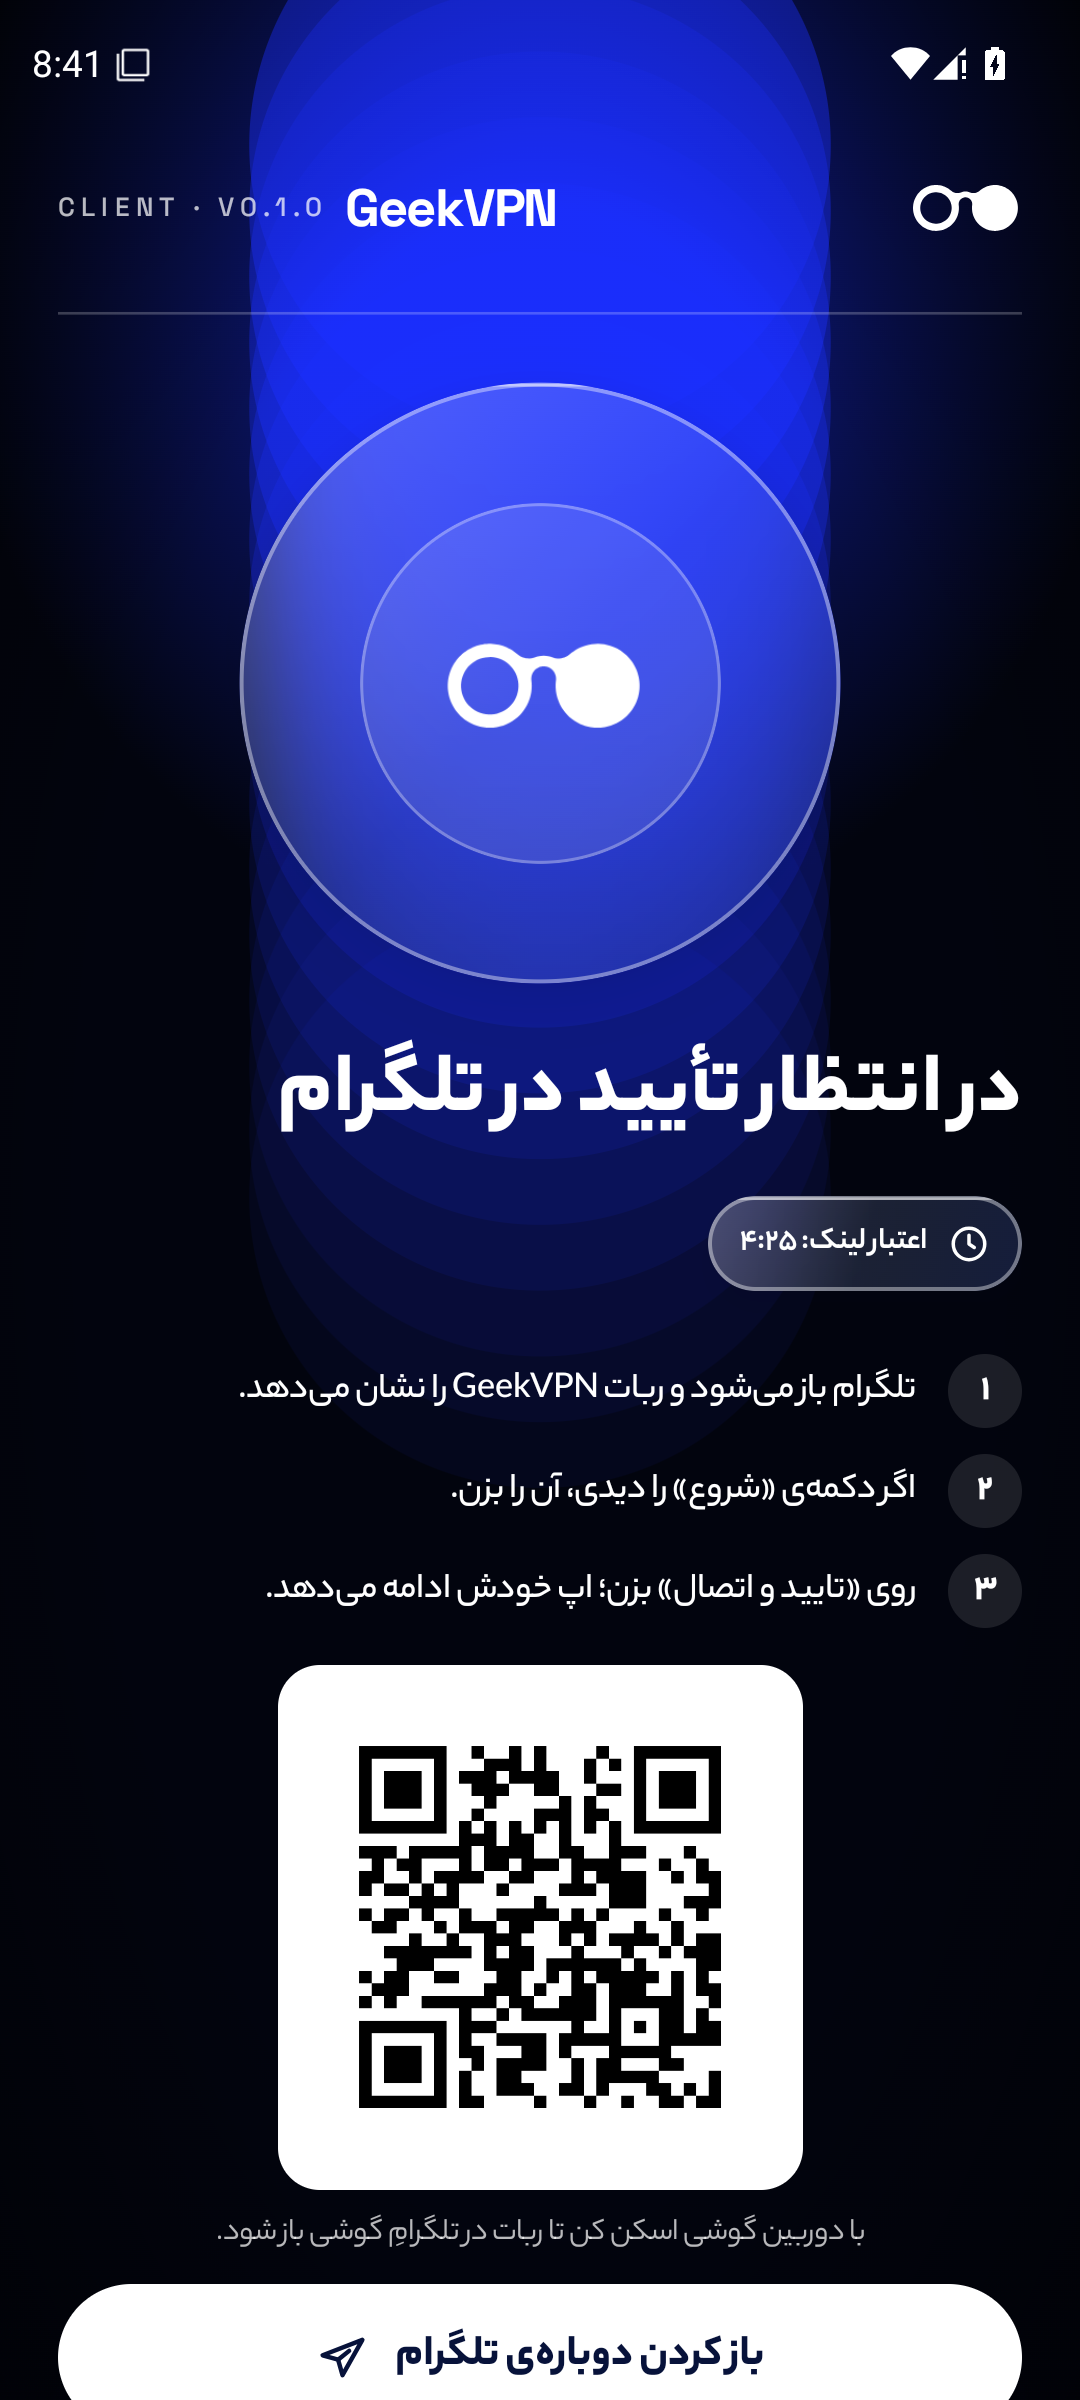 8:41
CLIENT · V0.1.0 GeekVPN
در انتظار تأیید در تلگرام
اعتبار لینک: ۴:۲۵
۱ تلگرام باز می‌شود و ربات GeekVPN را نشان می‌دهد.
۲ اگر دکمه‌ی «شروع» را دیدی، آن را بزن.
۳ روی «تایید و اتصال» بزن؛ اپ خودش ادامه می‌دهد.
با دوربین گوشی اسکن کن تا ربات در تلگرامِ گوشی باز شود.
باز کردن دوباره‌ی تلگرام